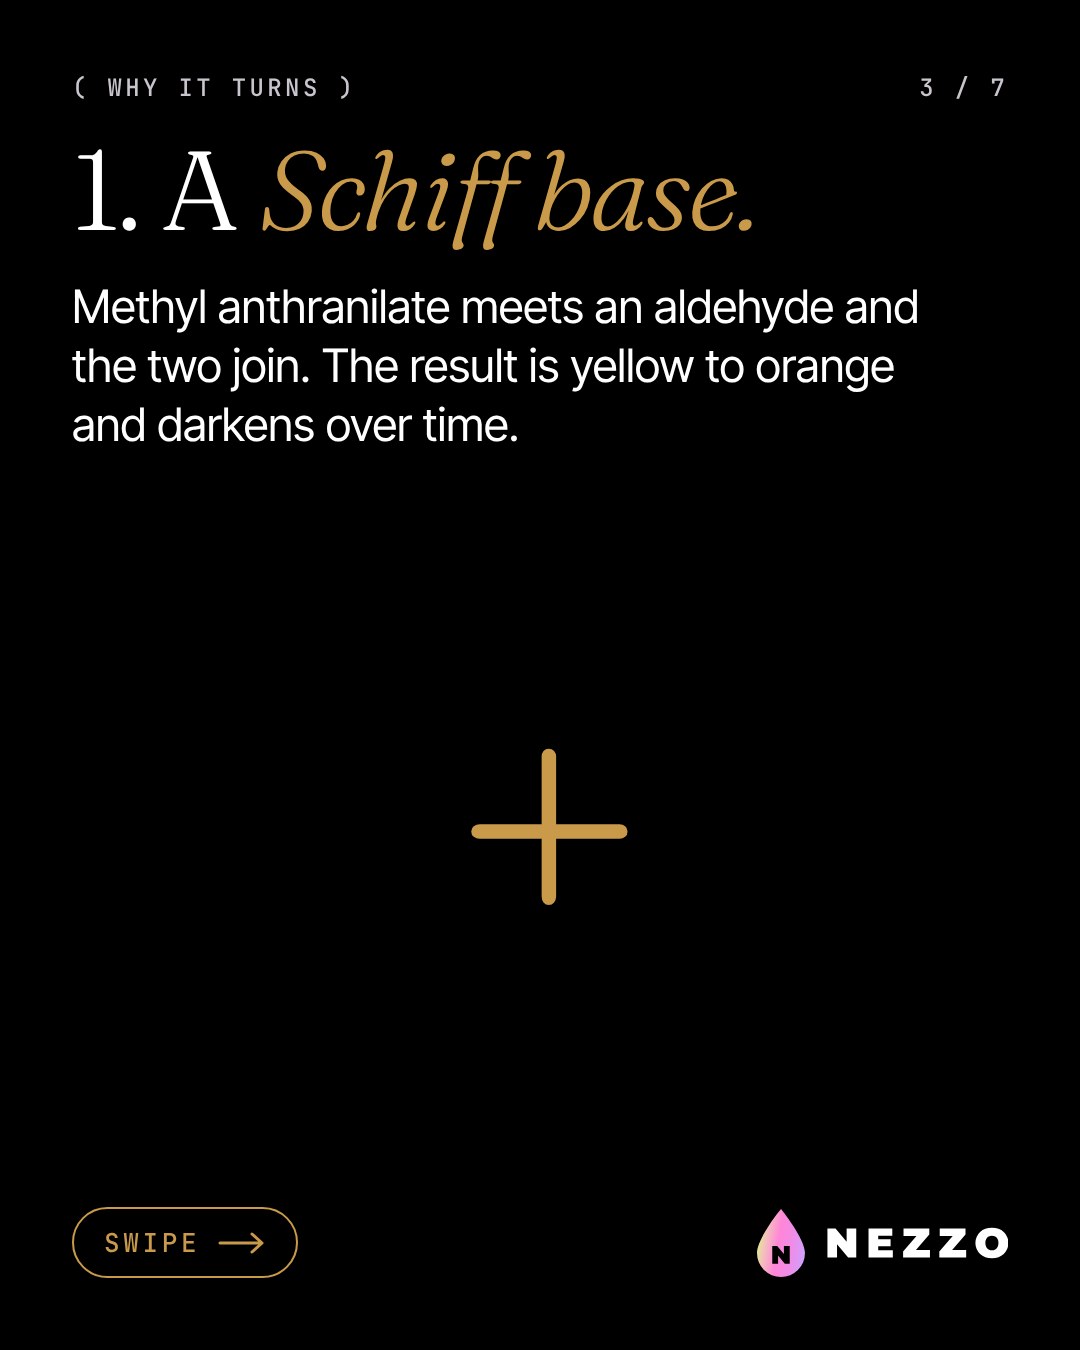 ( WHY IT TURNS )
3 / 7
1. A Schiff base.
Methyl anthranilate meets an aldehyde and
the two join. The result is yellow to orange
and darkens over time.
SWIPE
N
NEZZO